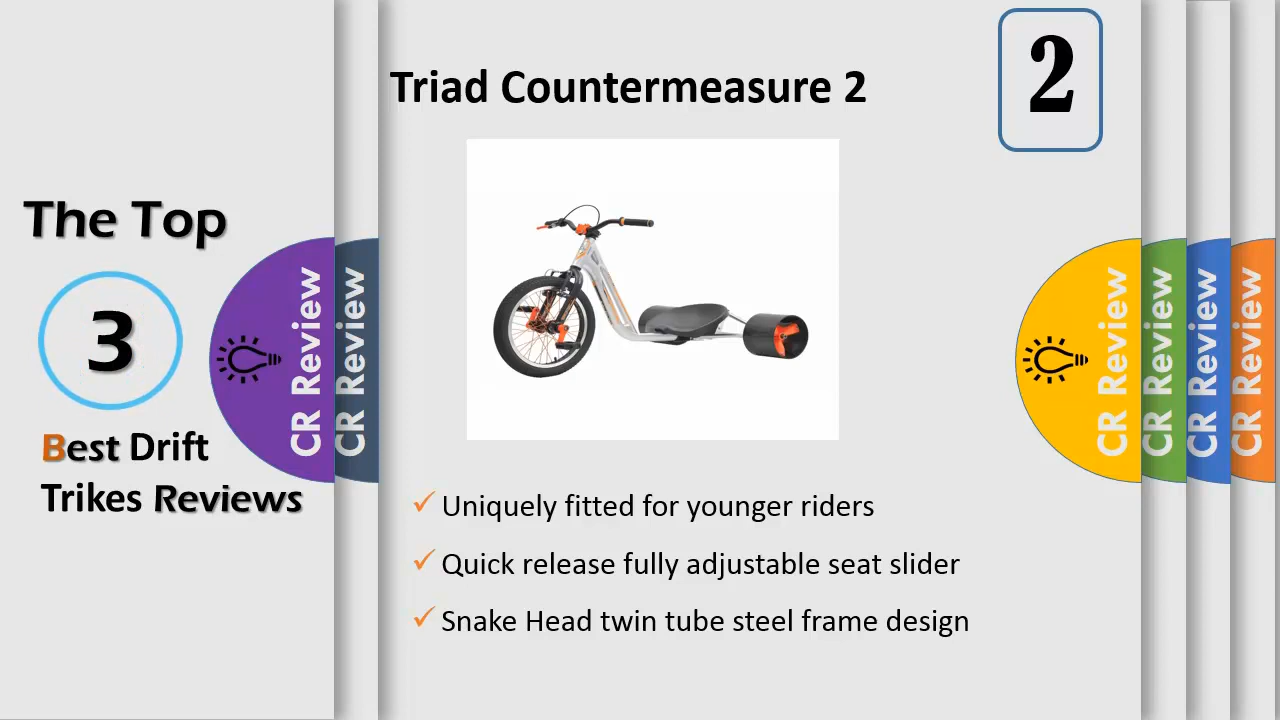 The Top
3
Best Drift
Trikes Reviews
CR Review
CR Review
Triad Countermeasure 2
2
Uniquely fitted for younger riders
Quick release fully adjustable seat slider
Snake Head twin tube steel frame design
CR Review
CR Review
CR Review
CR Review